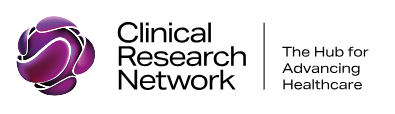 Clinical
Research
Network
The Hub for
Advancing
Healthcare